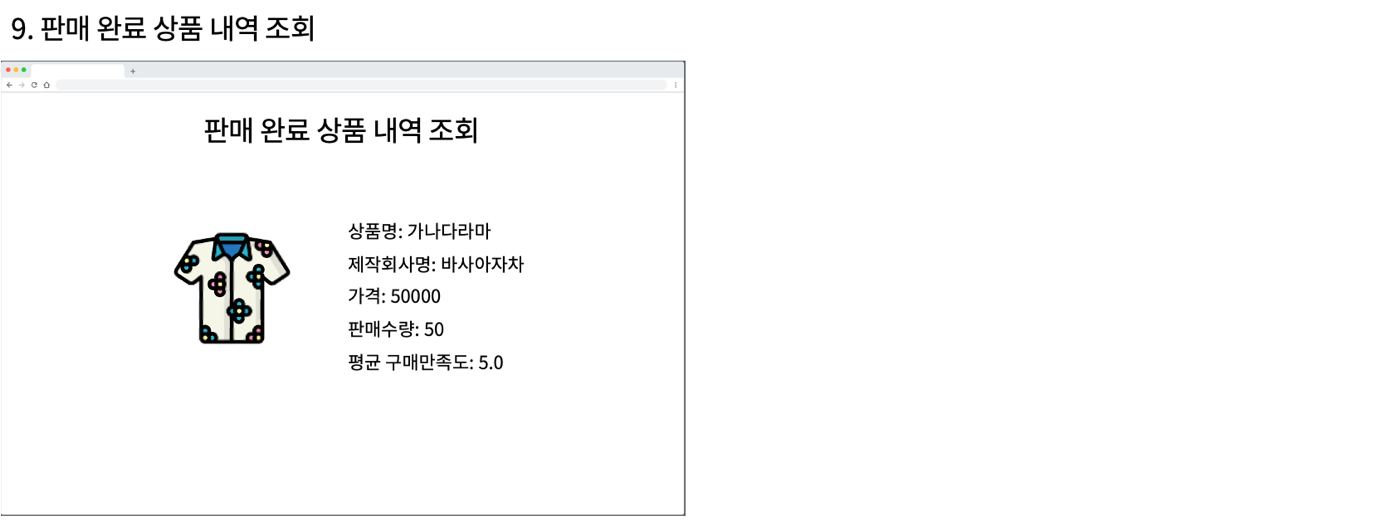 9. 판매 완료 상품 내역 조회
판매 완료 상품 내역 조회
상품명: 가나다라마
제작회사명: 바사아자차
가격: 50000
판매수량: 50
평균 구매만족도: 5.0